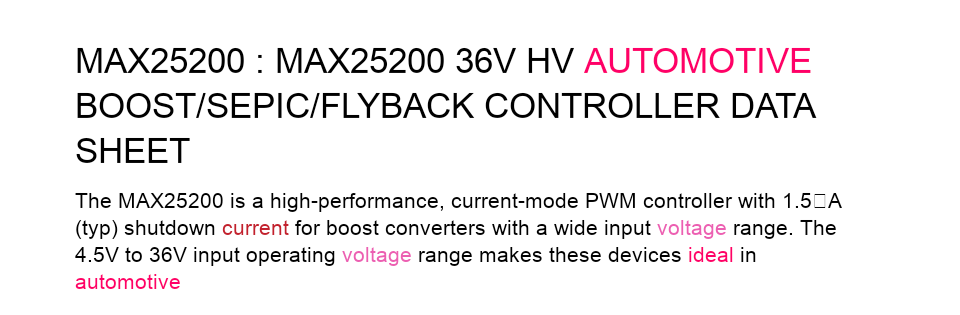 MAX25200 : MAX25200 36V HV AUTOMOTIVE
BOOST/SEPIC/FLYBACK CONTROLLER DATA
SHEET
The MAX25200 is a high-performance, current-mode PWM controller with 1.5□A
(typ) shutdown current for boost converters with a wide input voltage range. The
4.5V to 36V input operating voltage range makes these devices ideal in
automotive